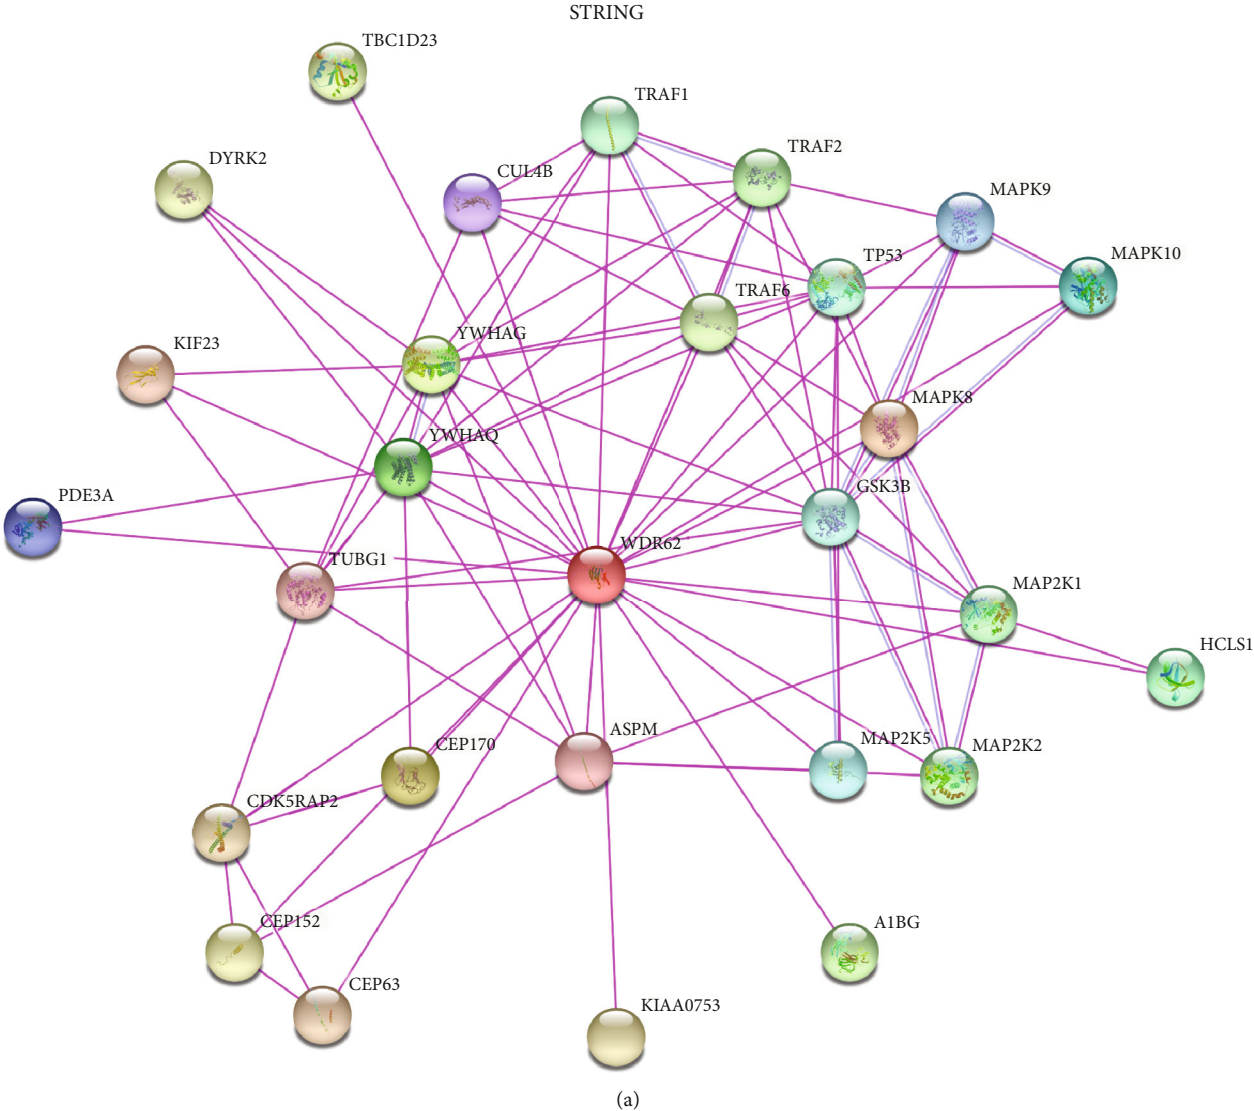 STRING
TBC1D23
TRAF1
TRAF2
DYRK2
CUL4B
MAPK9
TP53
MAPK10
TRAF6
YWHAG
KIF23
MAPK8
YWHAQ
GSK3B
PDE3A
WDR62
TUBG1
MAP2K1
HCLS1
ASPM
MAP2K5
CEP170
MAP2K2
CDK5RAP2
CEP152
A1BG
CEP63
KIAA0753
(a)